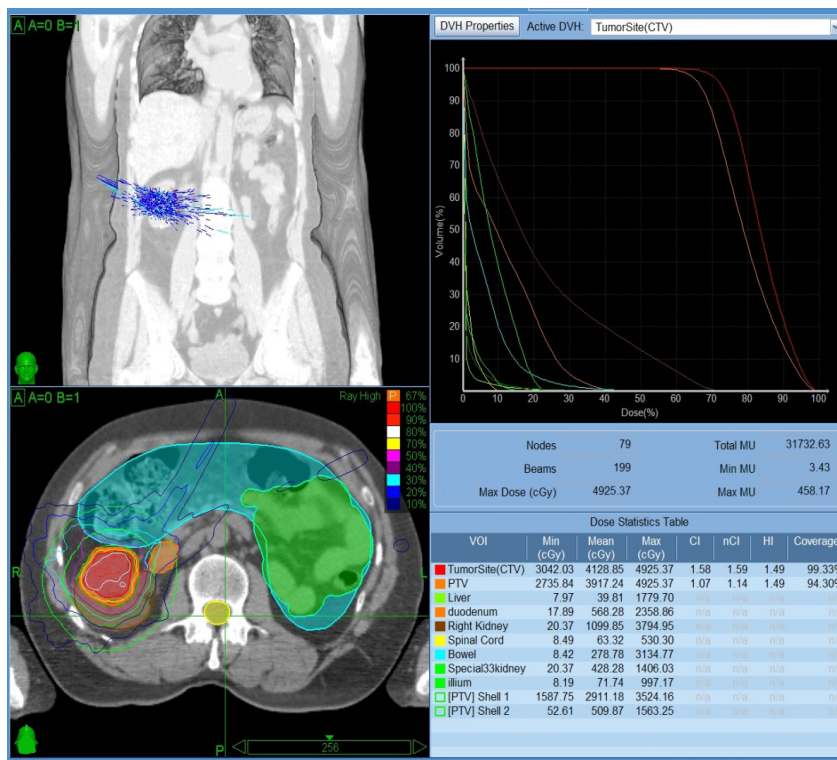 A A=0 B=1
DVH Properties Active DVH: TumorSite(CTV)
Volume(%)
100
90
80
70
60
50
40
30
20
10
0 10 20 30 40 50 60 70 80 90 100
Dose(%)
A A=0 B=1
A
Ray High
P 67%
100%
90%
80%
70%
50%
40%
30%
20%
10%
R
L
P
256
Nodes 79 Total MU 31732.63
Beams 199 Min MU 3.43
Max Dose (cGy) 4925.37 Max MU 458.17
Dose Statistics Table
VOI Min (cGy) Mean (cGy) Max (cGy) CI nCI HI Coverage
TumorSite(CTV) 3042.03 4128.85 4925.37 1.58 1.59 1.49 99.33%
PTV 2735.84 3917.24 4925.37 1.07 1.14 1.49 94.30%
Liver 7.97 39.81 1779.70 n/a n/a n/a n/a
duodenum 17.89 568.28 2358.86 n/a n/a n/a n/a
Right Kidney 20.37 1099.85 3794.95 n/a n/a n/a n/a
Spinal Cord 8.49 63.32 530.30 n/a n/a n/a n/a
Bowel 8.42 278.78 3134.77 n/a n/a n/a n/a
Special33kidney 20.37 428.28 1406.03 n/a n/a n/a n/a
illium 8.19 71.74 997.17 n/a n/a n/a n/a
[PTV] Shell 1 1587.75 2911.18 3524.16 n/a n/a n/a n/a
[PTV] Shell 2 52.61 509.87 1563.25 n/a n/a n/a n/a